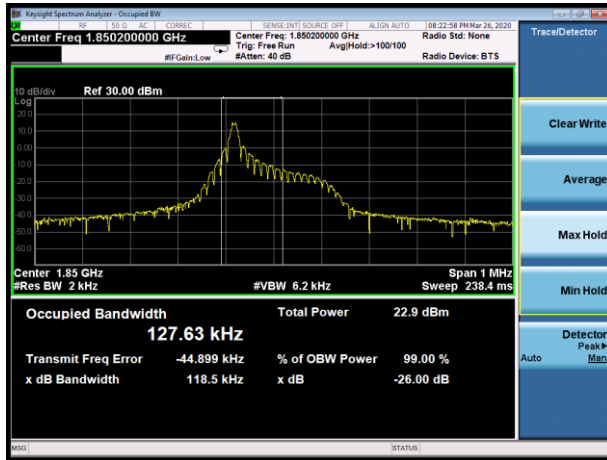 Keysight Spectrum Analyzer - Occupied BW
RF 50 Ω AC CORREC SENSE:INT SOURCE OFF ALIGN AUTO 08:22:58 PM Mar 26, 2020
Center Freq 1.850200000 GHz
Center Freq: 1.850200000 GHz Radio Std: None
Trig: Free Run Avg|Hold:>100/100
#IFGain:Low #Atten: 40 dB Radio Device: BTS
Trace/Detector
10 dB/div Ref 30.00 dBm
Log
20.0
10.0
0.00
-10.0
-20.0
-30.0
-40.0
-50.0
-60.0
Center 1.85 GHz Span 1 MHz
#Res BW 2 kHz #VBW 6.2 kHz Sweep 238.4 ms
Occupied Bandwidth Total Power 22.9 dBm
127.63 kHz
Transmit Freq Error -44.899 kHz % of OBW Power 99.00 %
x dB Bandwidth 118.5 kHz x dB -26.00 dB
Clear Write
Average
Max Hold
Min Hold
Detector
Peak▶
Auto Man
MSG STATUS